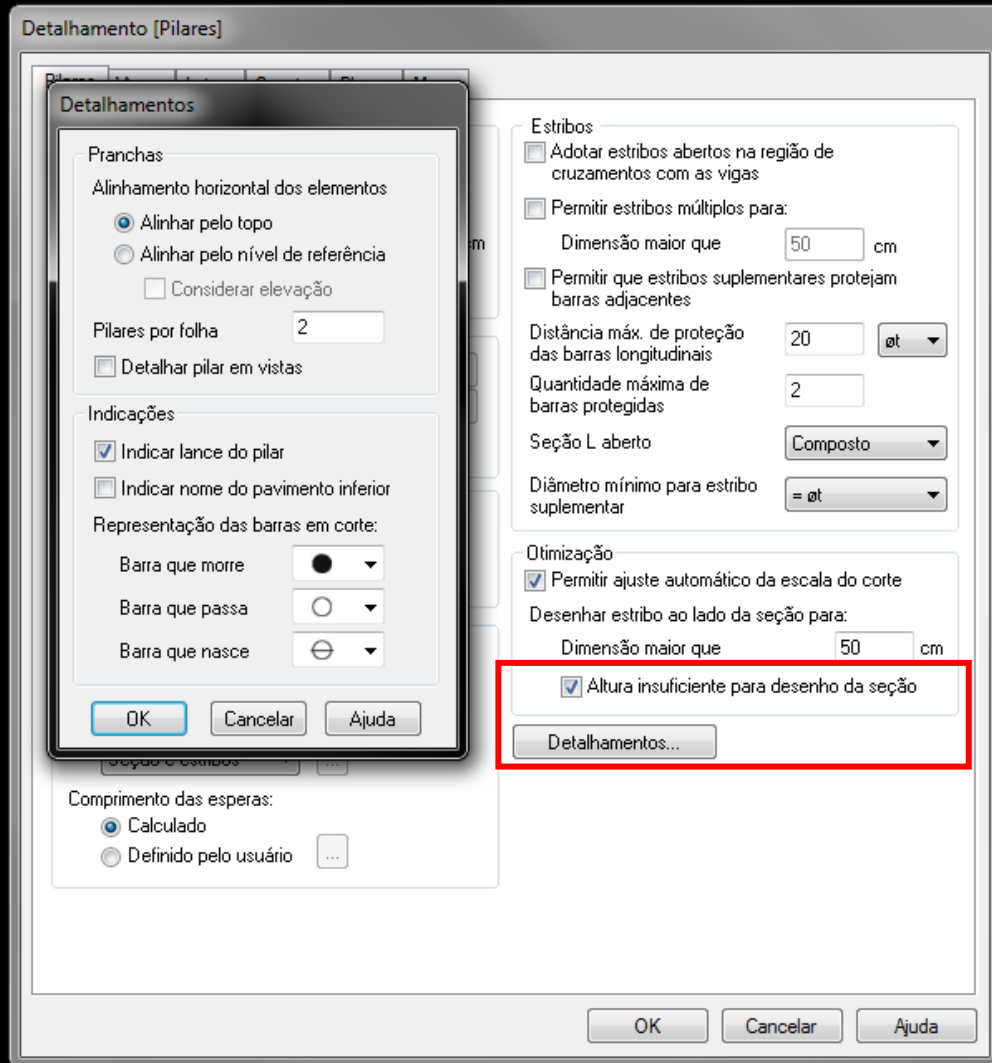 Detalhamento [Pilares]
Detalhamentos
Pranchas
Alinhamento horizontal dos elementos
Alinhar pelo topo
Alinhar pelo nível de referência
Considerar elevação
Pilares por folha 2
Detalhar pilar em vistas
Indicações
Indicar lance do pilar
Indicar nome do pavimento inferior
Representação das barras em corte:
Barra que morre
Barra que passa
Barra que nasce
OK Cancelar Ajuda
cm
Seção e estribos ...
Comprimento das esperas:
Calculado
Definido pelo usuário ...
Estribos
Adotar estribos abertos na região de
cruzamentos com as vigas
Permitir estribos múltiplos para:
Dimensão maior que 50 cm
Permitir que estribos suplementares protejam
barras adjacentes
Distância máx. de proteção
das barras longitudinais 20 øt
Quantidade máxima de
barras protegidas 2
Seção L aberto Composto
Diâmetro mínimo para estribo
suplementar = øt
Otimização
Permitir ajuste automático da escala do corte
Desenhar estribo ao lado da seção para:
Dimensão maior que 50 cm
Altura insuficiente para desenho da seção
Detalhamentos...
OK Cancelar Ajuda